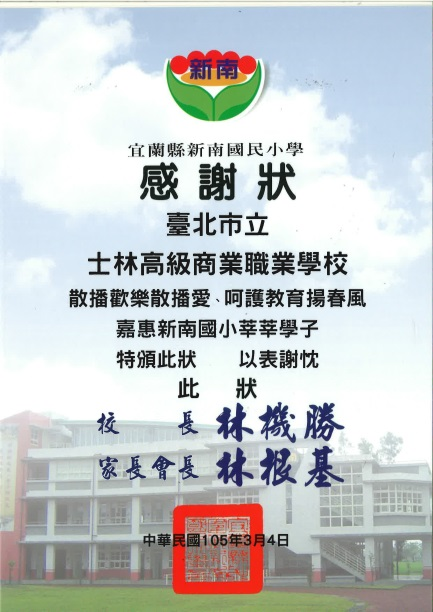 新南
宜蘭縣新南國民小學
感謝狀
臺北市立
士林高級商業職業學校
散播歡樂散播愛、呵護教育揚春風
嘉惠新南國小莘莘學子
特頒此狀 以表謝忱
此 狀
校 長 林機勝
家長會長 林根基
中華民國105年3月4日